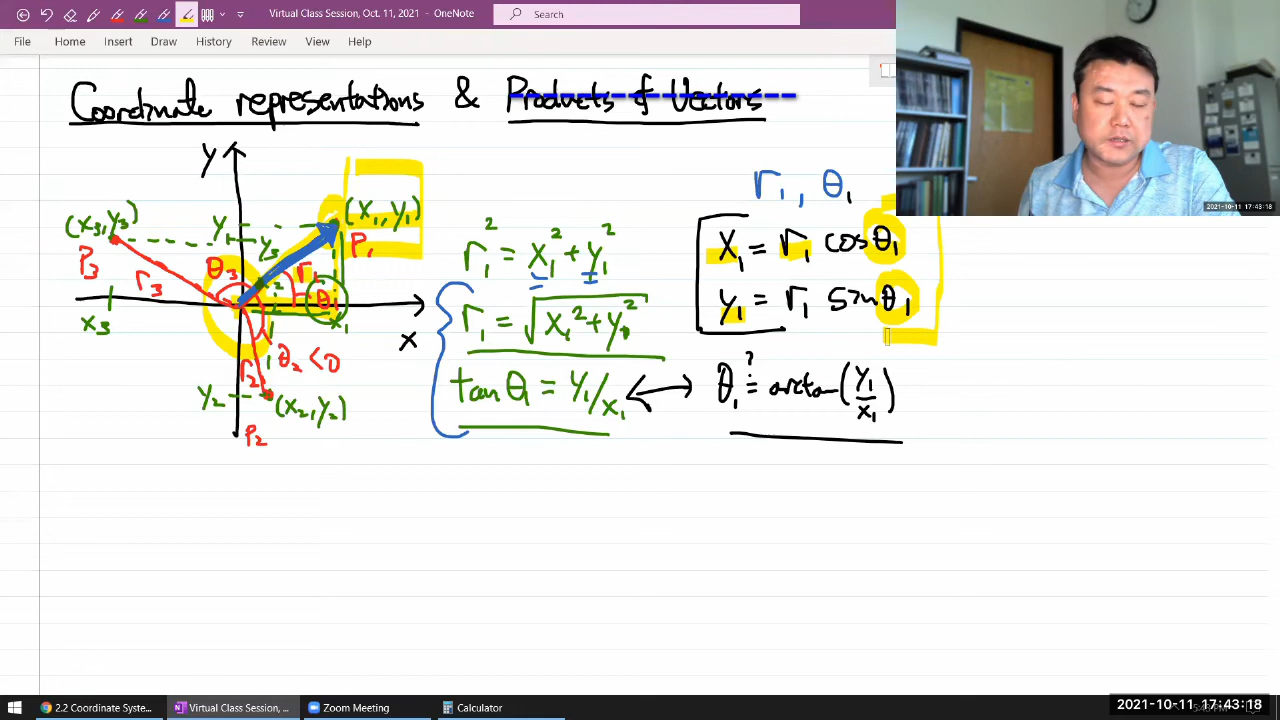 Virtual Class Session, Oct. 11, 2021 - OneNote
Search
File Home Insert Draw History Review View Help
Coordinate representations & Products of Vectors
y
(x₃, y₃)
y₁
y₃
(x₁, y₁)
P₁
P₃
r₃
θ₃
r₁
θ₁
x₃
x₁
x
θ₂ < 0
r₂
y₂
(x₂, y₂)
P₂
r₁² = x₁² + y₁²
r₁ = √x₁² + y₁²
tan θ₁ = y₁/x₁
r₁, θ₁
x₁ = r₁ cos θ₁
y₁ = r₁ sin θ₁
θ₁ ≟ arctan (y₁/x₁)
2021-10-11 17:43:18
2.2 Coordinate Syste...
Virtual Class Session, ...
Zoom Meeting
Calculator
2021-10-11 17:43:18